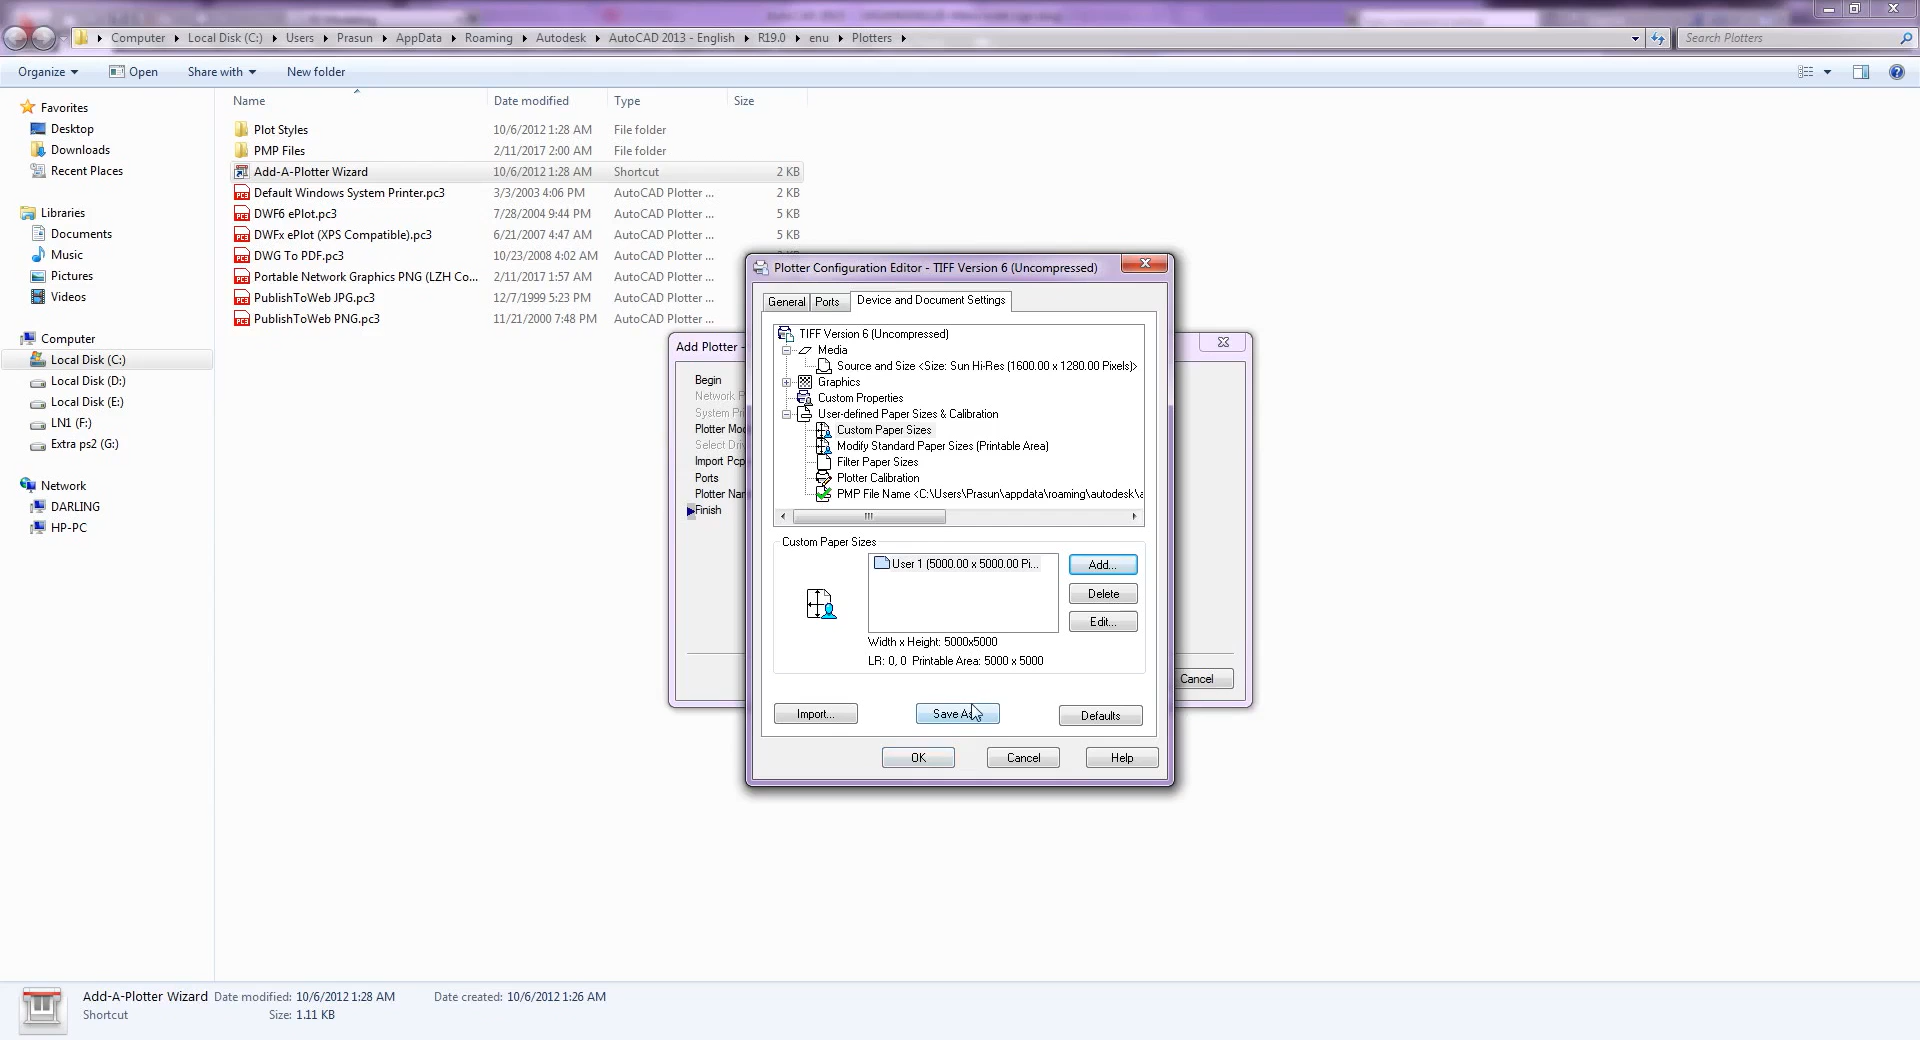 Computer Local Disk (C:) Users Prasun AppData Roaming Autodesk AutoCAD 2013 - English R19.0 enu Plotters Search Plotters
Organize Open Share with New folder
Name Date modified Type Size
Favorites
Desktop
Downloads
Recent Places
Libraries
Documents
Music
Pictures
Videos
Computer
Local Disk (C:)
Local Disk (D:)
Local Disk (E:)
LN1 (F:)
Extra ps2 (G:)
Network
DARLING
HP-PC
Plot Styles 10/6/2012 1:28 AM File folder
PMP Files 2/11/2017 2:00 AM File folder
Add-A-Plotter Wizard 10/6/2012 1:28 AM Shortcut 2 KB
Default Windows System Printer.pc3 3/3/2003 4:06 PM AutoCAD Plotter ... 2 KB
DWF6 ePlot.pc3 7/28/2004 9:44 PM AutoCAD Plotter ... 5 KB
DWFx ePlot (XPS Compatible).pc3 6/21/2007 4:47 AM AutoCAD Plotter ... 5 KB
DWG To PDF.pc3 10/23/2008 4:02 AM AutoCAD Plotter ...
Portable Network Graphics PNG (LZH Co... 2/11/2017 1:57 AM AutoCAD Plotter ...
PublishToWeb JPG.pc3 12/7/1999 5:23 PM AutoCAD Plotter ...
PublishToWeb PNG.pc3 11/21/2000 7:48 PM AutoCAD Plotter ...
Add Plotter -
Begin
Network P
System Pri
Plotter Mod
Select Driv
Import Pcp
Ports
Plotter Nam
Finish
Cancel
Plotter Configuration Editor - TIFF Version 6 (Uncompressed)
General Ports Device and Document Settings
TIFF Version 6 (Uncompressed)
Media
Source and Size <Size: Sun Hi-Res (1600.00 x 1280.00 Pixels)>
Graphics
Custom Properties
User-defined Paper Sizes & Calibration
Custom Paper Sizes
Modify Standard Paper Sizes (Printable Area)
Filter Paper Sizes
Plotter Calibration
PMP File Name <C:\Users\Prasun\appdata\roaming\autodesk\a
Custom Paper Sizes
User 1 (5000.00 x 5000.00 Pi...
Add...
Delete
Edit...
Width x Height: 5000x5000
LR: 0, 0 Printable Area: 5000 x 5000
Import... Save As Defaults
OK Cancel Help
Add-A-Plotter Wizard Date modified: 10/6/2012 1:28 AM Date created: 10/6/2012 1:26 AM
Shortcut Size: 1.11 KB